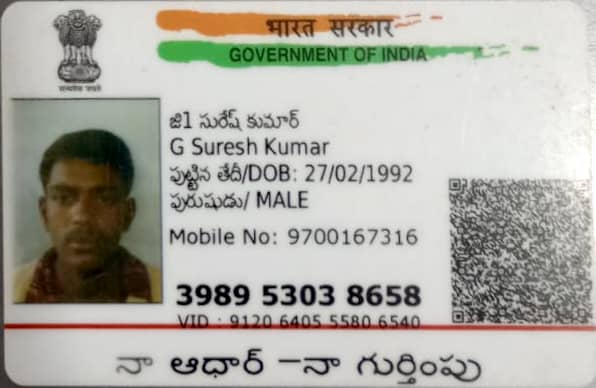 भारत सरकार
GOVERNMENT OF INDIA
सत्यमेव जयते
జి1 సురేష్ కుమార్
G Suresh Kumar
పుట్టిన తేదీ/DOB: 27/02/1992
పురుషుడు/ MALE
Mobile No: 9700167316
3989 5303 8658
VID : 9120 6405 5580 6540
నా ఆధార్ –నా గుర్తింపు